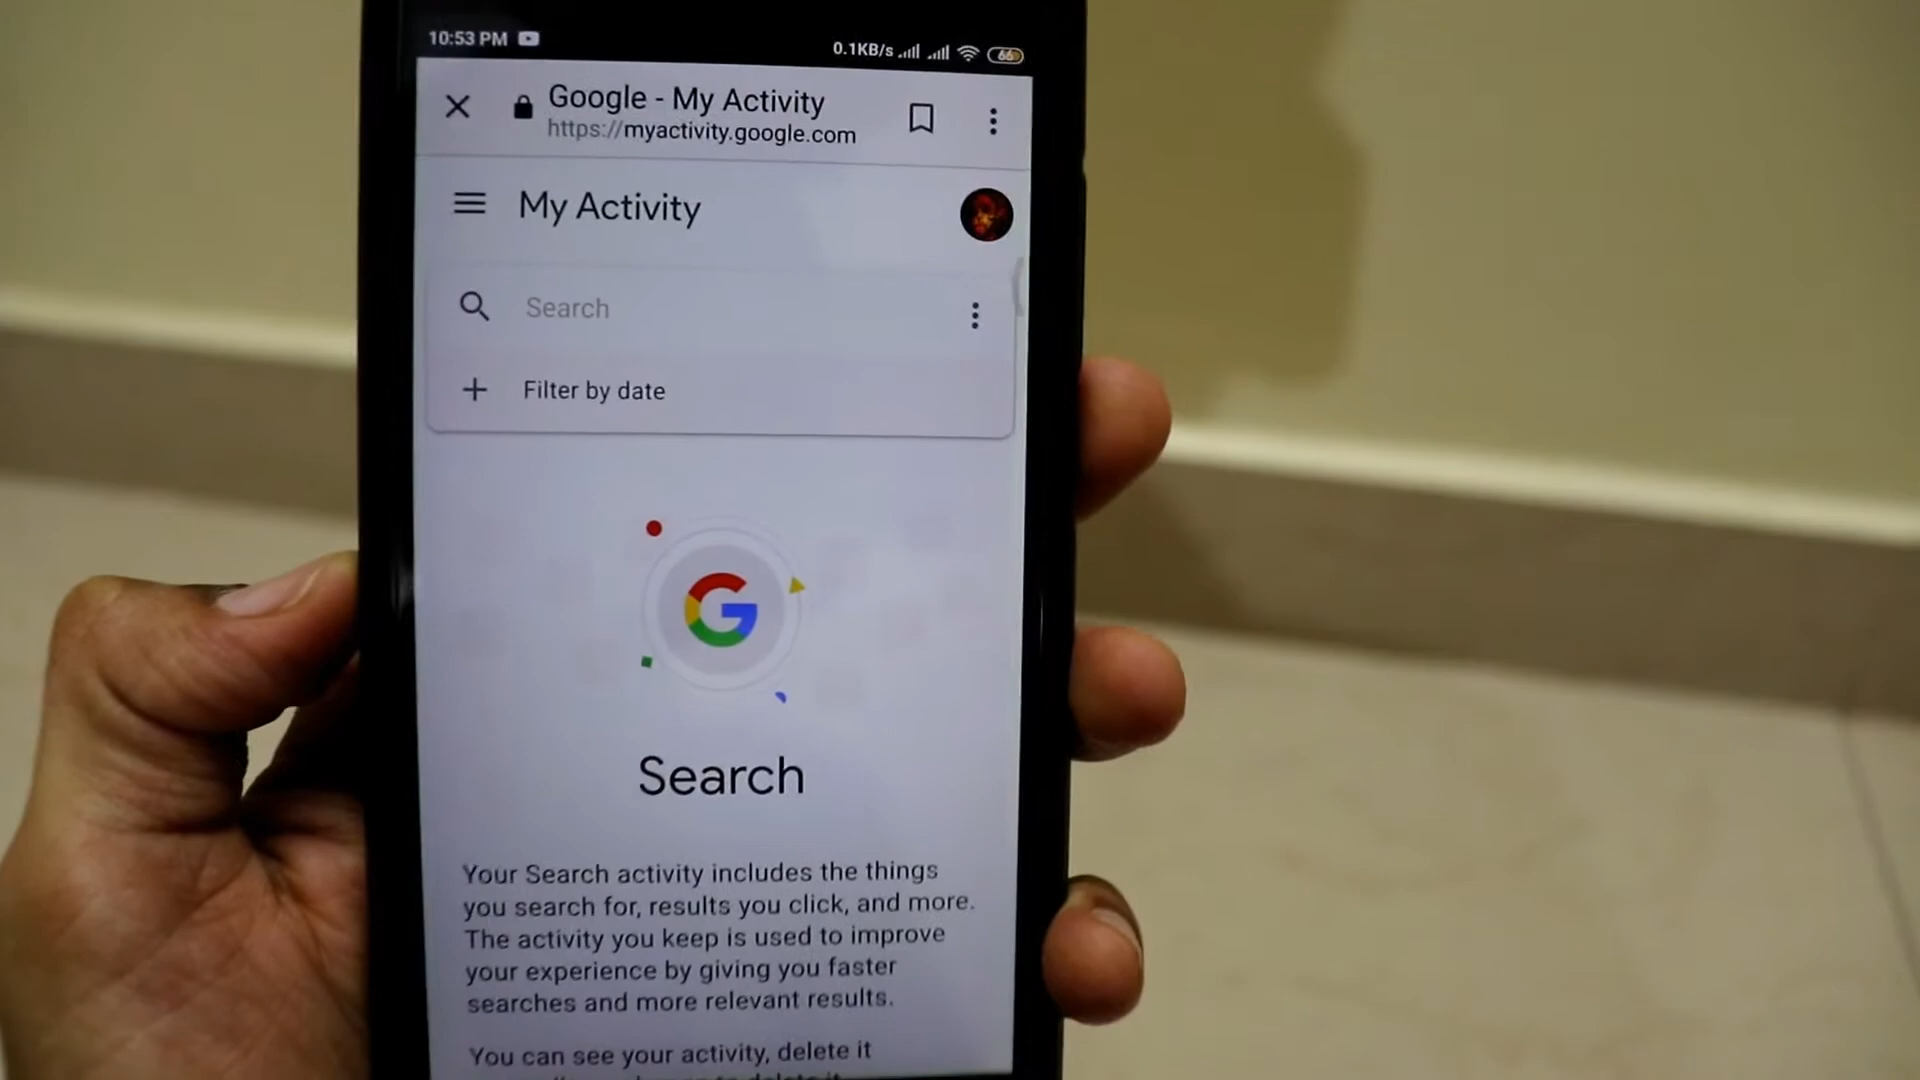 10:53 PM
0.1KB/s
66
Google - My Activity
https://myactivity.google.com
My Activity
Search
Filter by date
Search
Your Search activity includes the things
you search for, results you click, and more.
The activity you keep is used to improve
your experience by giving you faster
searches and more relevant results.
You can see your activity, delete it